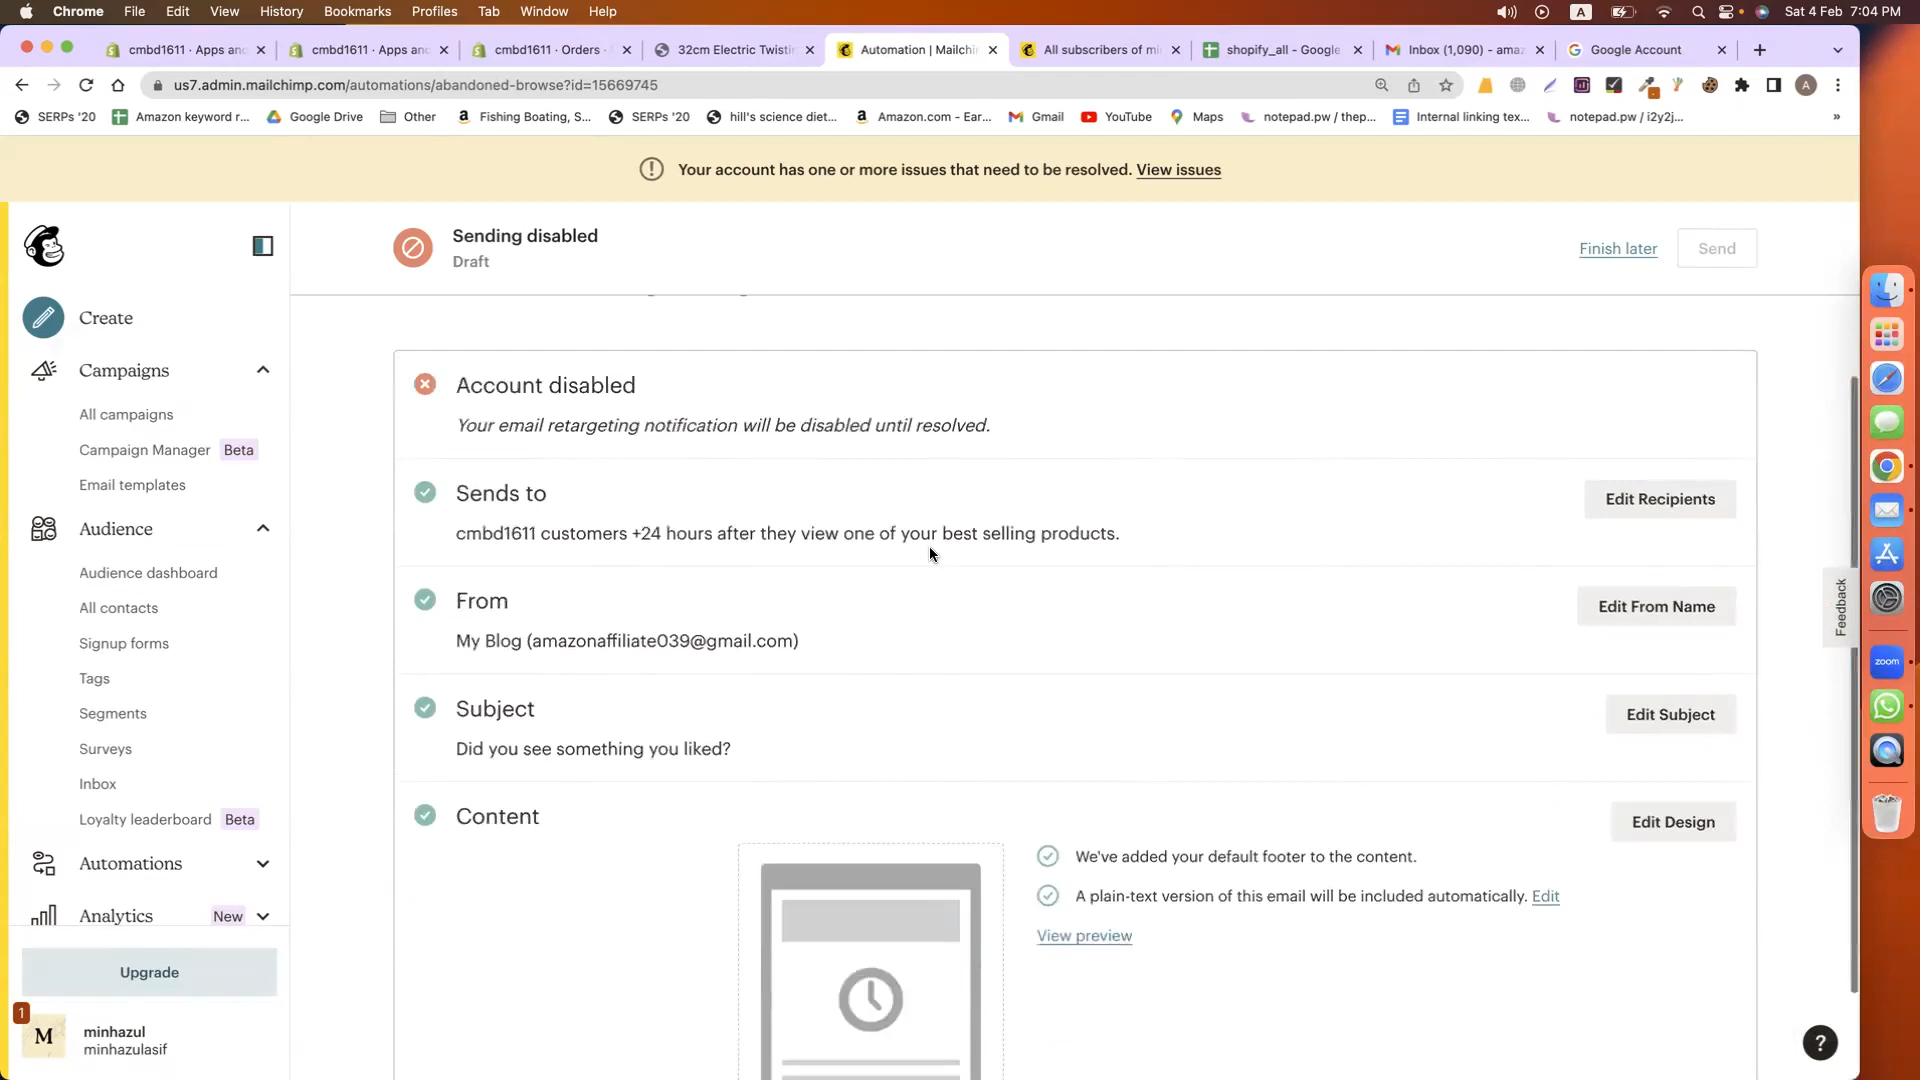 Chrome File Edit View History Bookmarks Profiles Tab Window Help A Sat 4 Feb 7:04 PM
cmbd1611 · Apps and cmbd1611 · Apps and cmbd1611 · Orders · 32cm Electric Twistin Automation | Mailchi All subscribers of mi shopify_all - Google Inbox (1,090) - ama Google Account
us7.admin.mailchimp.com/automations/abandoned-browse?id=15669745 A
SERPs '20 Amazon keyword r... Google Drive Other Fishing Boating, S... SERPs '20 hill's science diet... Amazon.com - Ear... Gmail YouTube Maps notepad.pw / thep... Internal linking tex... notepad.pw / i2y2j... »
Your account has one or more issues that need to be resolved. View issues
Sending disabled
Draft
Finish later
Send
Create
Campaigns
All campaigns
Campaign Manager Beta
Email templates
Audience
Audience dashboard
All contacts
Signup forms
Tags
Segments
Surveys
Inbox
Loyalty leaderboard Beta
Automations
Analytics New
Upgrade
1
M
minhazul
minhazulasif
Account disabled
Your email retargeting notification will be disabled until resolved.
Sends to
cmbd1611 customers +24 hours after they view one of your best selling products.
Edit Recipients
From
My Blog (amazonaffiliate039@gmail.com)
Edit From Name
Subject
Did you see something you liked?
Edit Subject
Content
Edit Design
We've added your default footer to the content.
A plain-text version of this email will be included automatically. Edit
View preview
Feedback
?
zoom